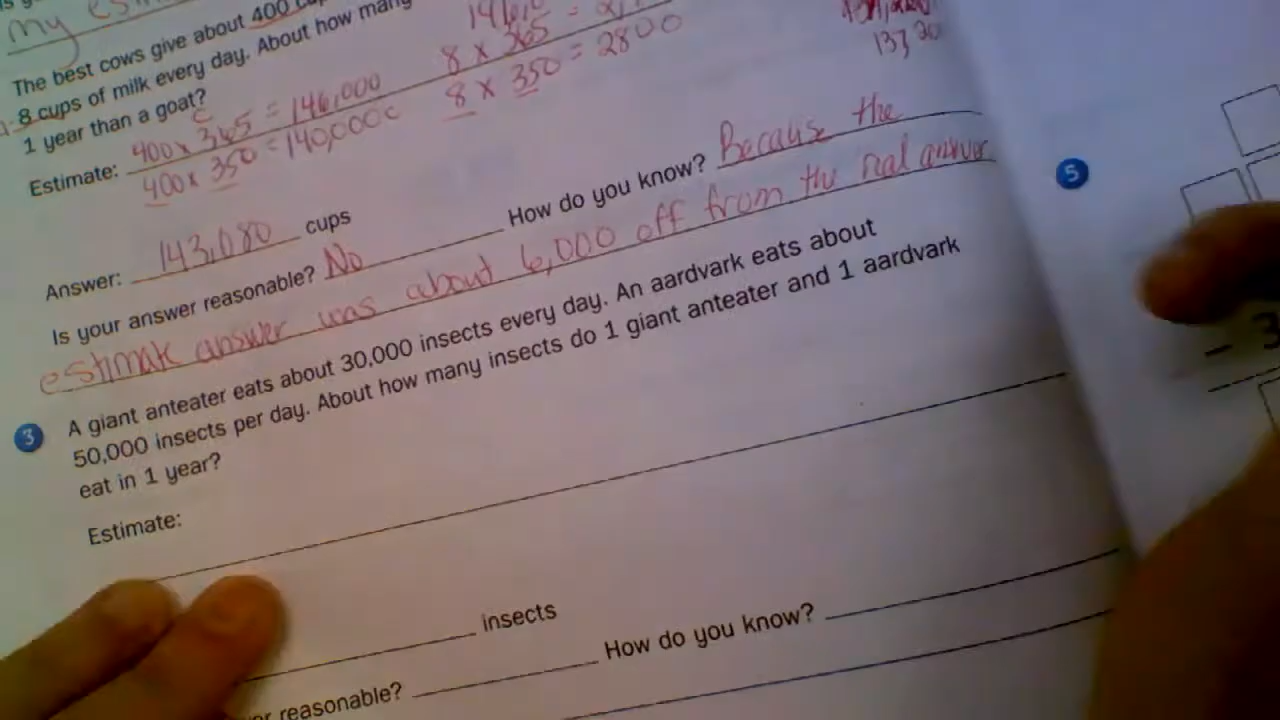 my
The best cows give about 400 cu
8 cups of milk every day. About how many
1 year than a goat?
8 x 365 =
400 x 365 = 146,000
8 x 350 = 2800
Estimate:
400 x 350 = 140,000
137,20
Answer: 143,080 cups
Is your answer reasonable? No How do you know? Because the
estimate answer was about 6,000 off from the real answer
3 A giant anteater eats about 30,000 insects every day. An aardvark eats about
50,000 insects per day. About how many insects do 1 giant anteater and 1 aardvark
eat in 1 year?
Estimate:
insects
reasonable? How do you know?
5
- 3